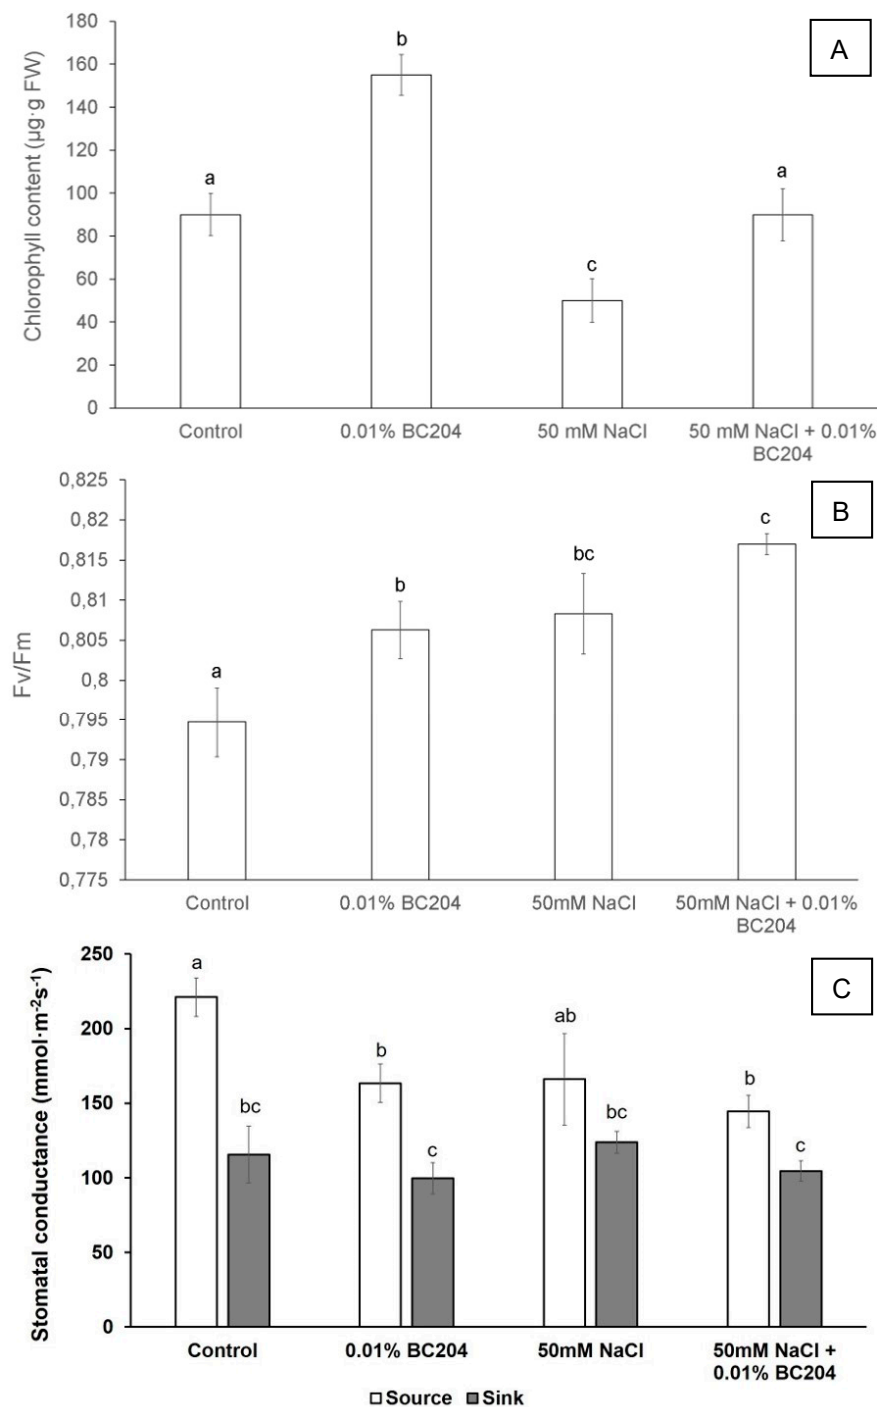 A
Chlorophyll content (µg·g FW)
180
160
140
120
100
80
60
40
20
0
a
b
c
a
Control
0.01% BC204
50 mM NaCl
50 mM NaCl + 0.01%
BC204
B
Fv/Fm
0,825
0,82
0,815
0,81
0,805
0,8
0,795
0,79
0,785
0,78
0,775
a
b
bc
c
Control
0.01% BC204
50mM NaCl
50mM NaCl + 0.01%
BC204
C
Stomatal conductance (mmol·m-2s-1)
250
200
150
100
50
0
a
bc
b
c
ab
bc
b
c
Control
0.01% BC204
50mM NaCl
50mM NaCl +
0.01% BC204
Source
Sink